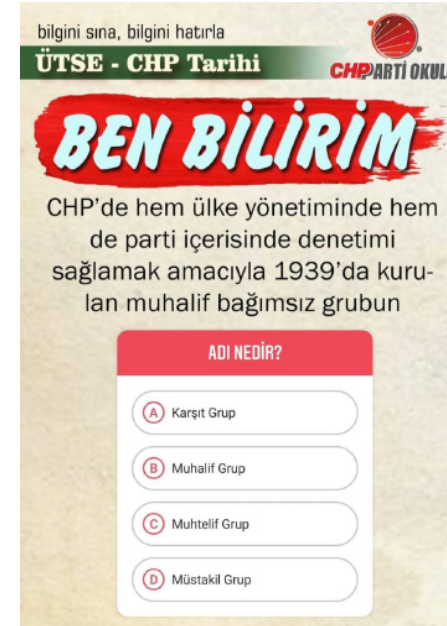 bilgini sına, bilgini hatırla
ÜTSE - CHP Tarihi
CHP PARTİ OKUL
BEN BİLİRİM
CHP’de hem ülke yönetiminde hem
de parti içerisinde denetimi
sağlamak amacıyla 1939’da kuru-
lan muhalif bağımsız grubun
ADI NEDİR?
A Karşıt Grup
B Muhalif Grup
C Muhtelif Grup
D Müstakil Grup